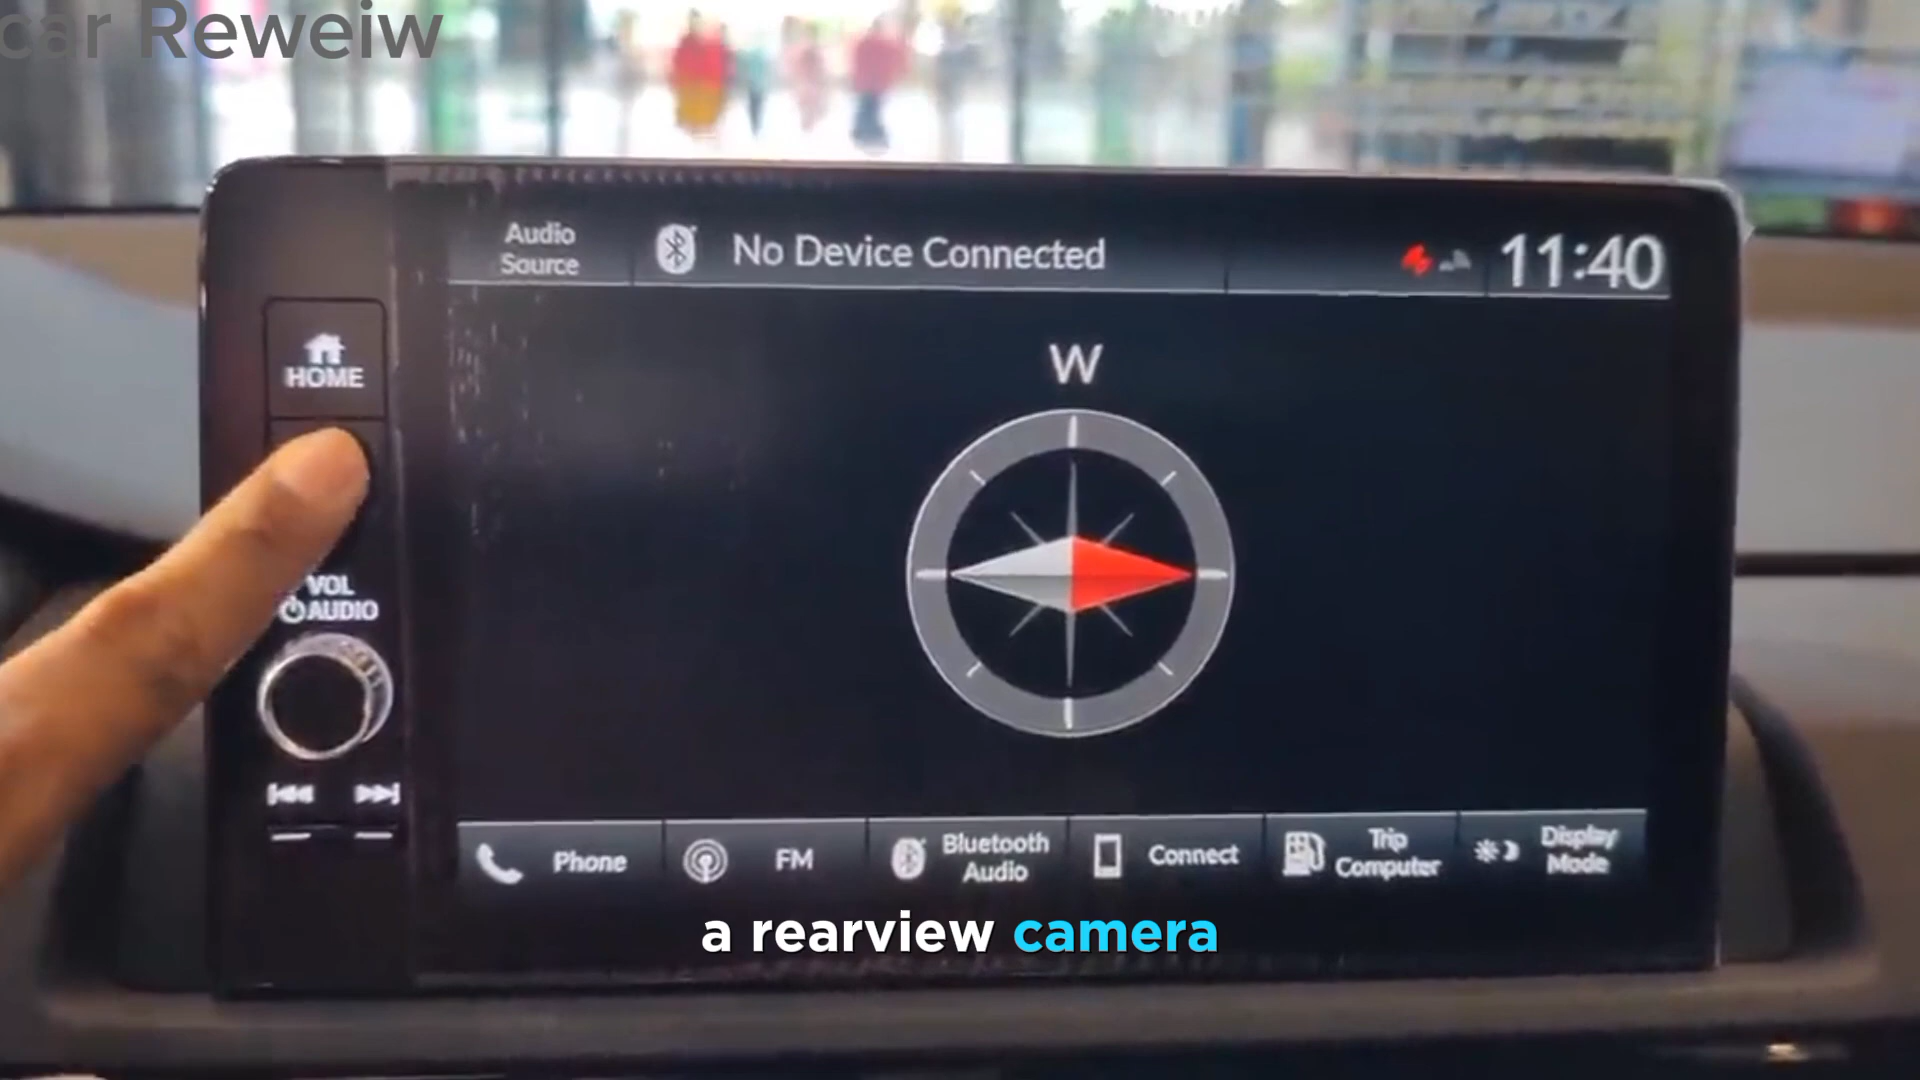 car Reweiw
Audio
Source
No Device Connected
11:40
W
HOME
VOL
AUDIO
Phone
FM
Bluetooth
Audio
Connect
Trip
Computer
Display
Mode
a rearview camera